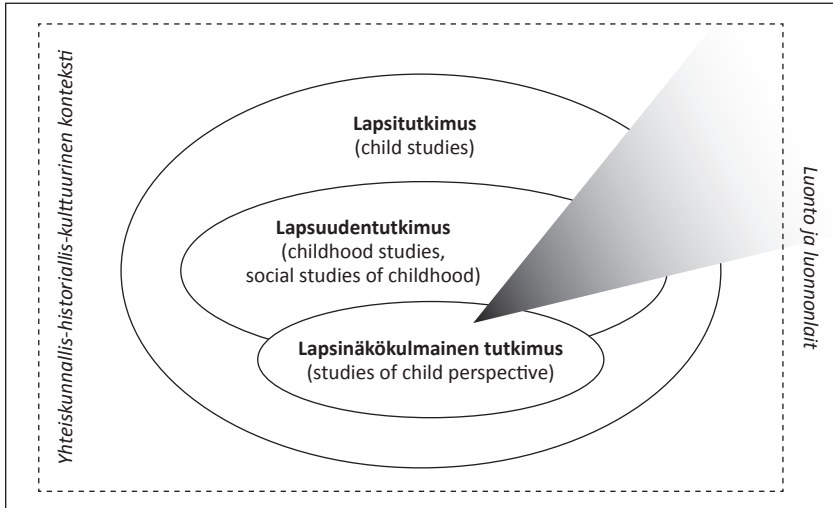 Yhteiskunnallis-historiallis-kulttuurinen konteksti
Lapsitutkimus
(child studies)
Lapsuudentutkimus
(childhood studies,
social studies of childhood)
Lapsinäkökulmainen tutkimus
(studies of child perspective)
Luonto ja luonnonlait